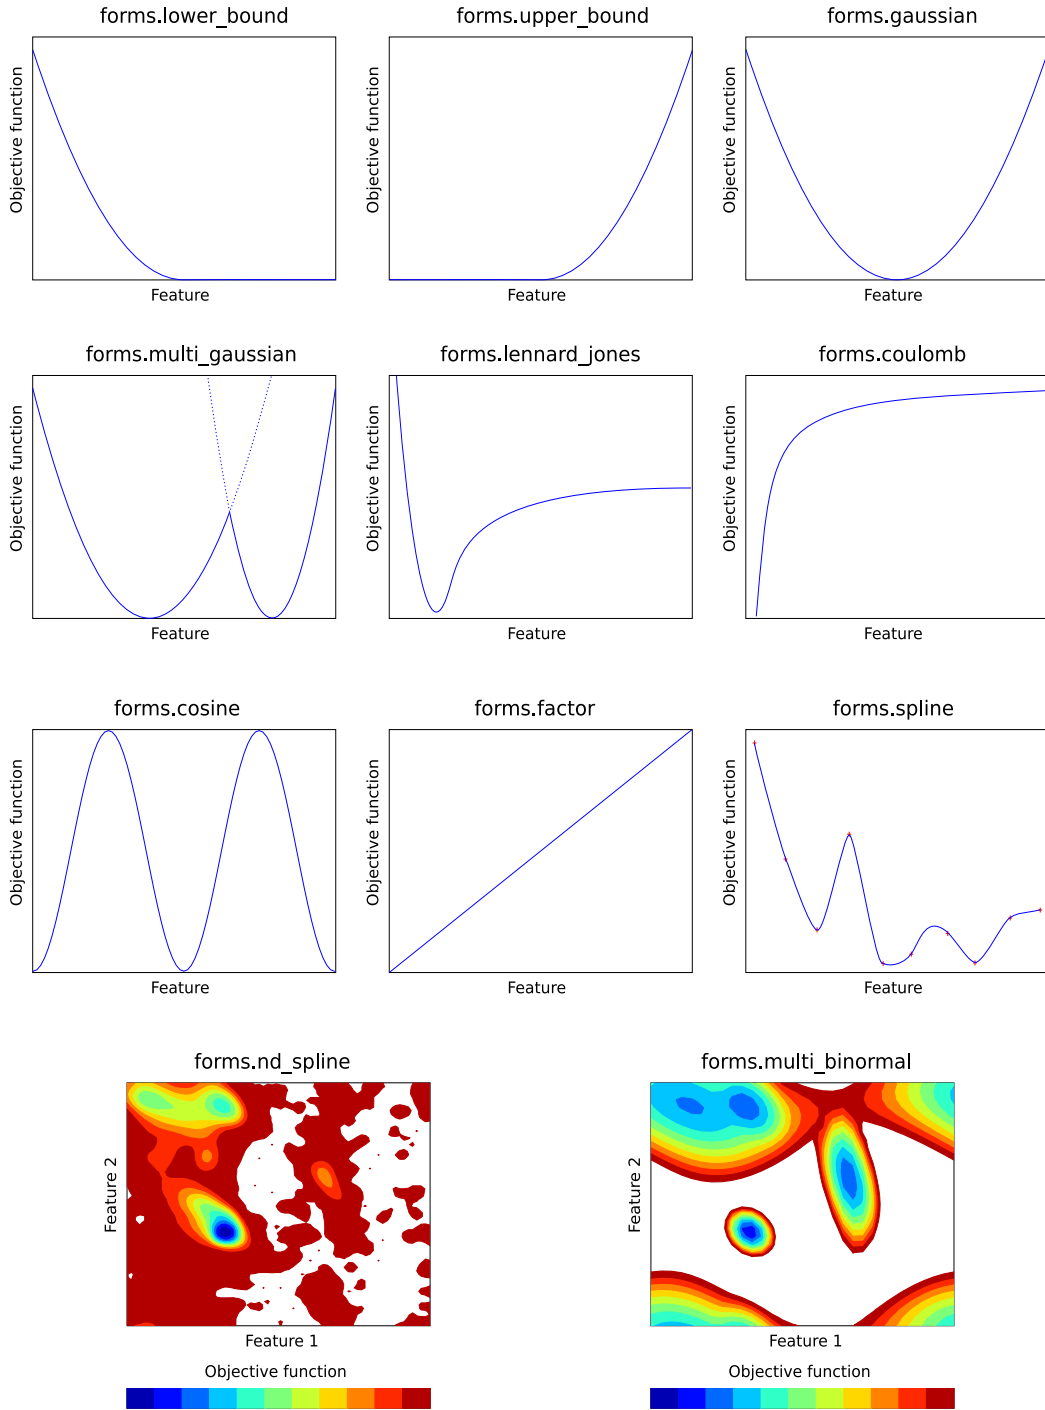 forms.lower_bound
forms.upper_bound
forms.gaussian
Objective function
Objective function
Objective function
Feature
Feature
Feature
forms.multi_gaussian
forms.lennard_jones
forms.coulomb
Objective function
Objective function
Objective function
Feature
Feature
Feature
forms.cosine
forms.factor
forms.spline
Objective function
Objective function
Objective function
Feature
Feature
Feature
forms.nd_spline
forms.multi_binormal
Feature 2
Feature 2
Feature 1
Feature 1
Objective function
Objective function